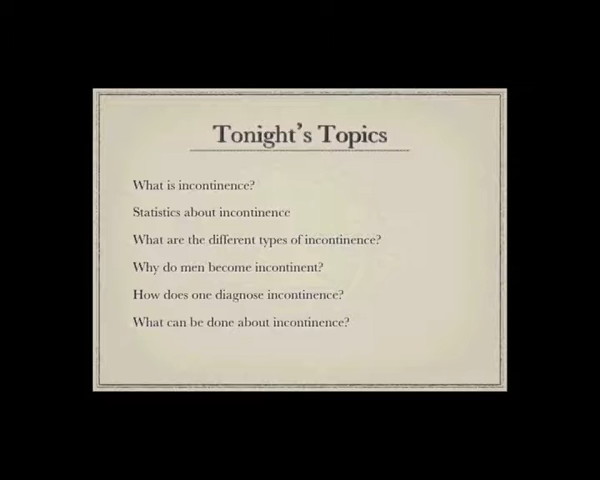 Tonight's Topics
What is incontinence?
Statistics about incontinence
What are the different types of incontinence?
Why do men become incontinent?
How does one diagnose incontinence?
What can be done about incontinence?